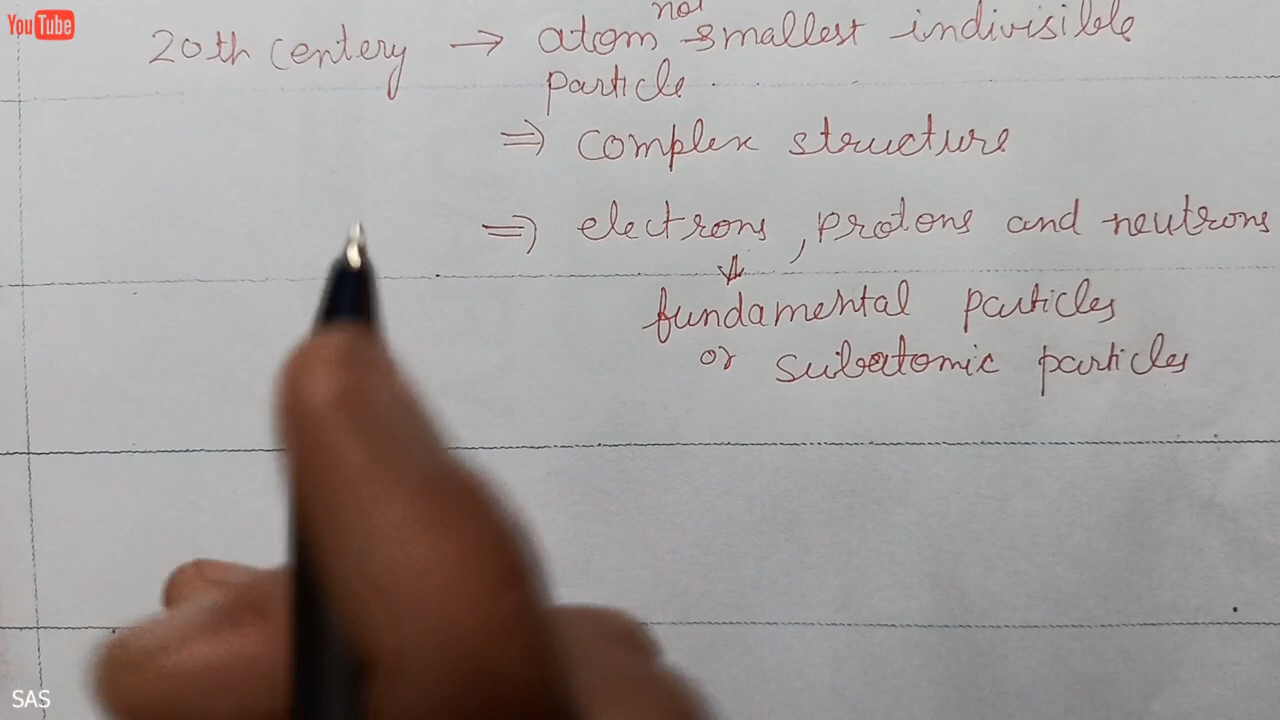 YouTube
not
20th centery → atom smallest indivisible
particle
⇒ complex structure
⇒ electrons, protons and neutrons
↓
fundamental particles
or subatomic particles
SAS